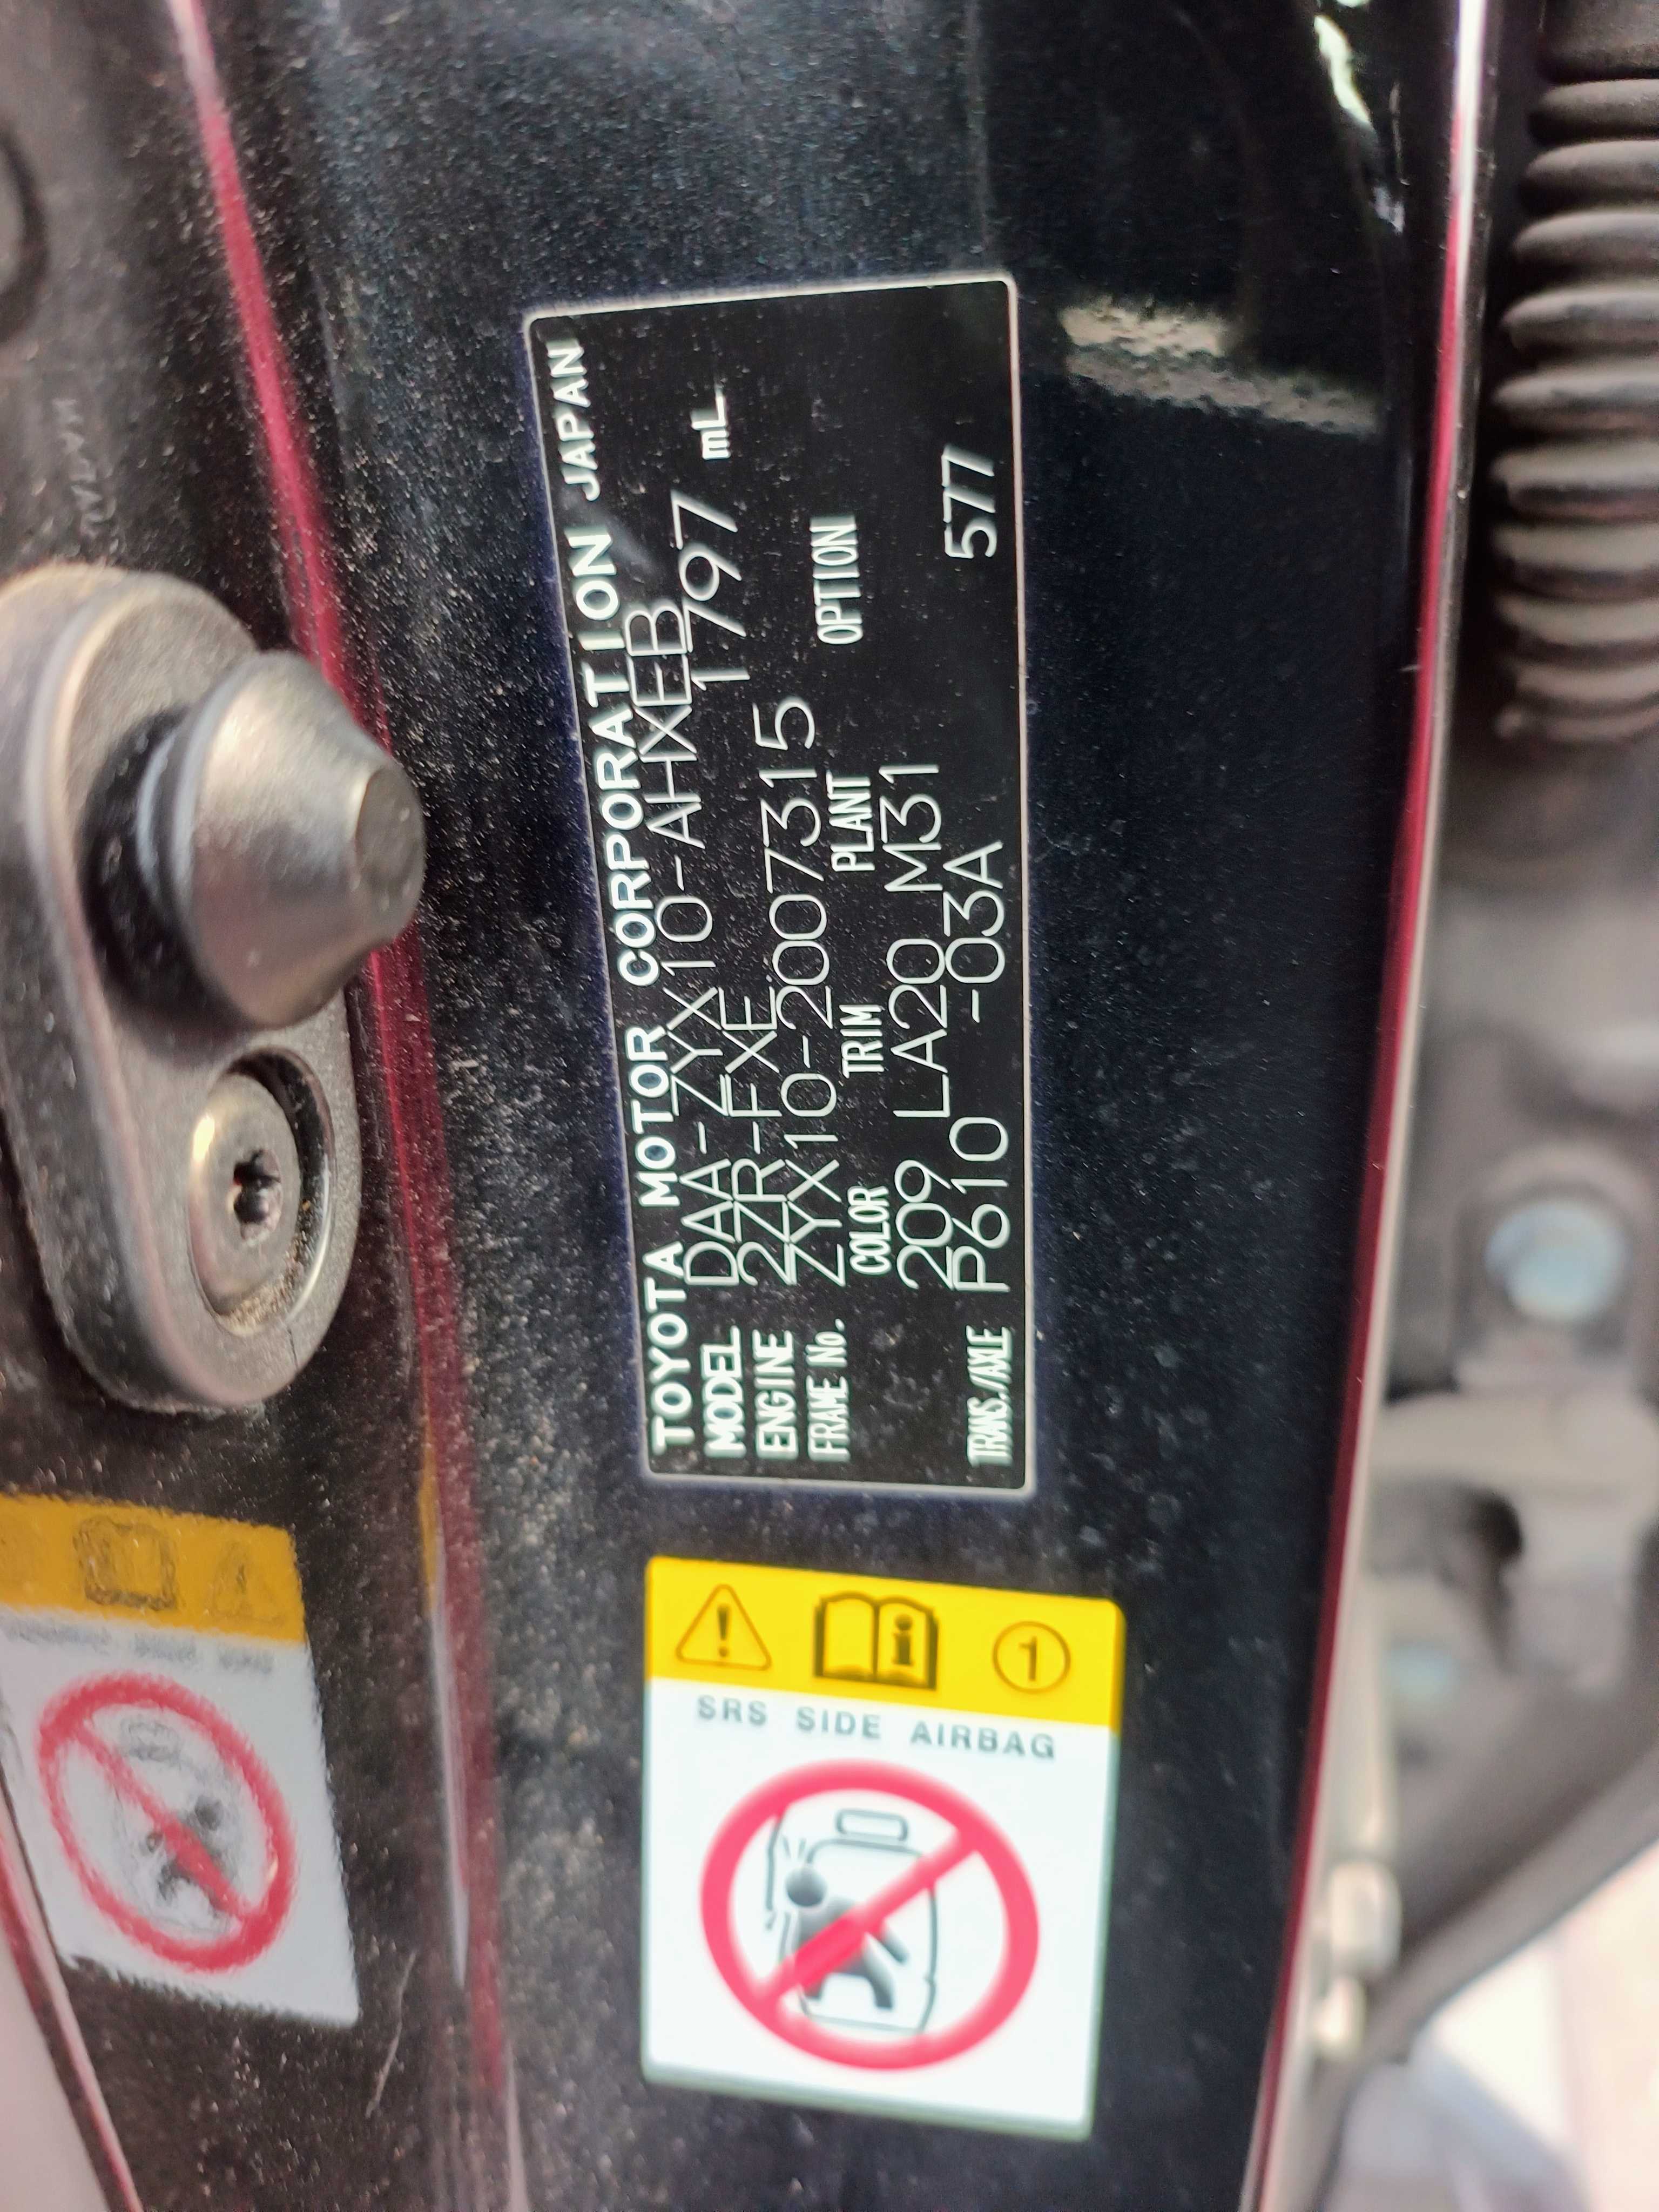 TOYOTA MOTOR CORPORATION JAPAN
MODEL DAA-ZYX10-AHXEB
ENGINE 2ZR-FXE 1797 mL
FRAME No. ZYX10-2007315
COLOR TRIM PLANT OPTION
209 LA20 M31
TRANS./AXLE P610 -03A 577
1
SRS SIDE AIRBAG